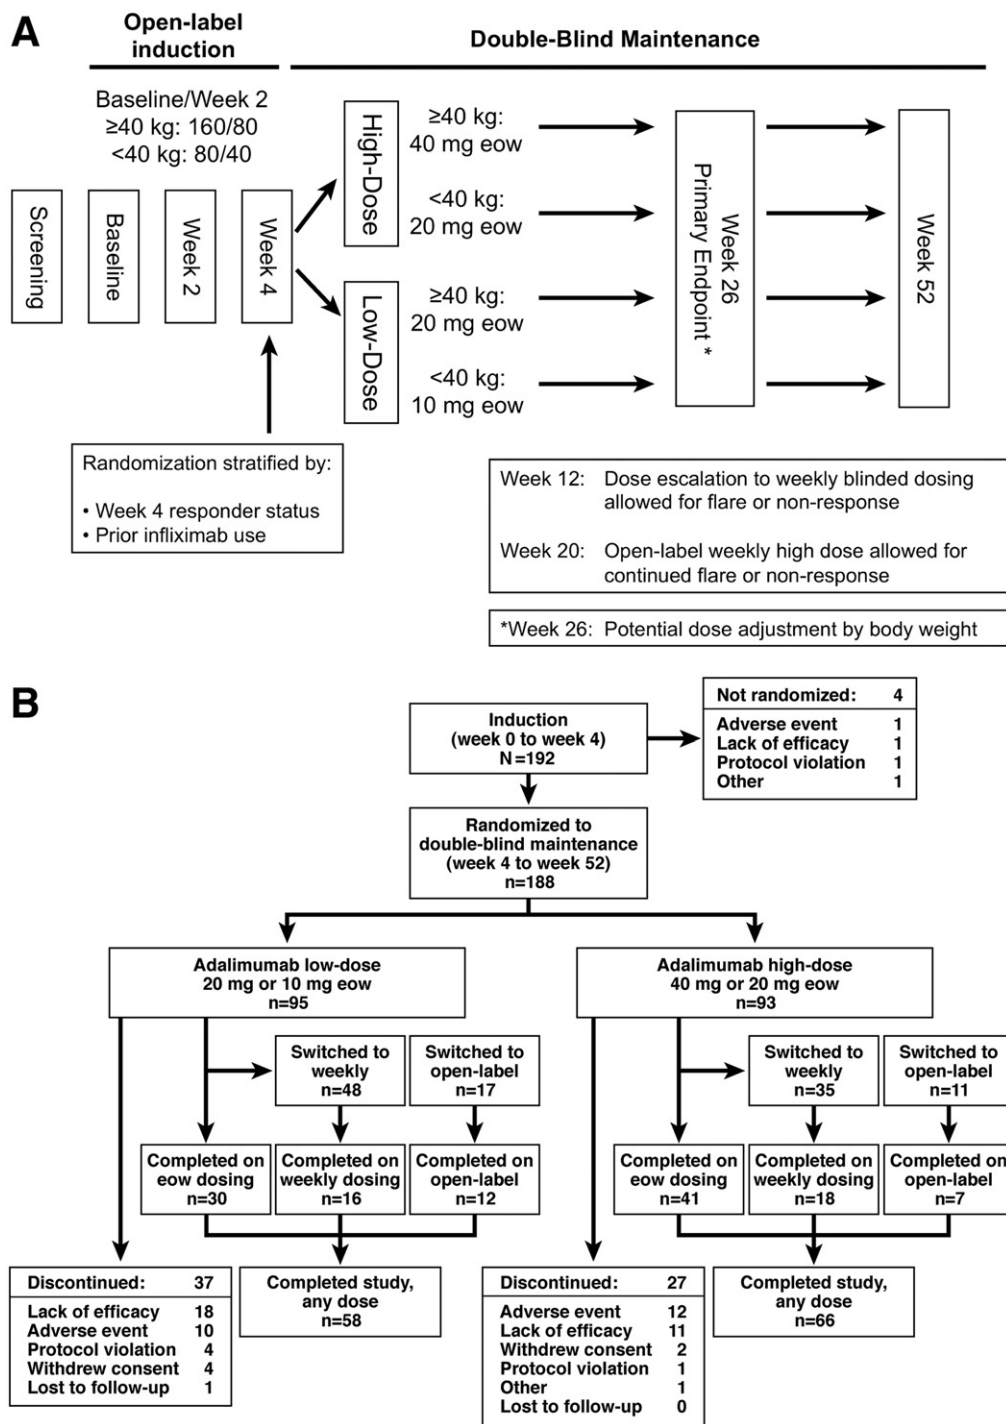 A
Open-label
induction
Double-Blind Maintenance
Baseline/Week 2
≥40 kg: 160/80
<40 kg: 80/40
Screening
Baseline
Week 2
Week 4
High-Dose
≥40 kg:
40 mg eow
<40 kg:
20 mg eow
Low-Dose
≥40 kg:
20 mg eow
<40 kg:
10 mg eow
Week 26
Primary Endpoint *
Week 52
Randomization stratified by:
• Week 4 responder status
• Prior infliximab use
Week 12: Dose escalation to weekly blinded dosing
allowed for flare or non-response
Week 20: Open-label weekly high dose allowed for
continued flare or non-response
*Week 26: Potential dose adjustment by body weight
B
Induction
(week 0 to week 4)
N=192
Not randomized: 4
Adverse event 1
Lack of efficacy 1
Protocol violation 1
Other 1
Randomized to
double-blind maintenance
(week 4 to week 52)
n=188
Adalimumab low-dose
20 mg or 10 mg eow
n=95
Adalimumab high-dose
40 mg or 20 mg eow
n=93
Switched to
weekly
n=48
Switched to
open-label
n=17
Switched to
weekly
n=35
Switched to
open-label
n=11
Completed on
eow dosing
n=30
Completed on
weekly dosing
n=16
Completed on
open-label
n=12
Completed on
eow dosing
n=41
Completed on
weekly dosing
n=18
Completed on
open-label
n=7
Discontinued: 37
Lack of efficacy 18
Adverse event 10
Protocol violation 4
Withdrew consent 4
Lost to follow-up 1
Completed study,
any dose
n=58
Discontinued: 27
Adverse event 12
Lack of efficacy 11
Withdrew consent 2
Protocol violation 1
Other 1
Lost to follow-up 0
Completed study,
any dose
n=66